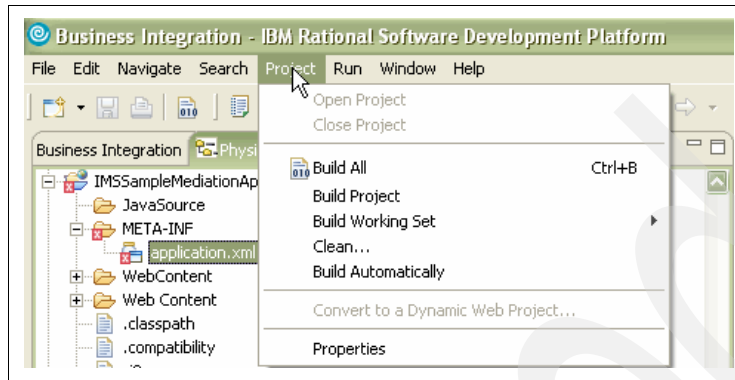 Business Integration - IBM Rational Software Development Platform
File Edit Navigate Search Project Run Window Help
Open Project
Close Project
Business Integration Physi
Build All Ctrl+B
IMSSampleMediationAp
Build Project
JavaSource
Build Working Set
META-INF
Clean...
application.xml
Build Automatically
WebContent
Web Content
Convert to a Dynamic Web Project...
.classpath
.compatibility
Properties